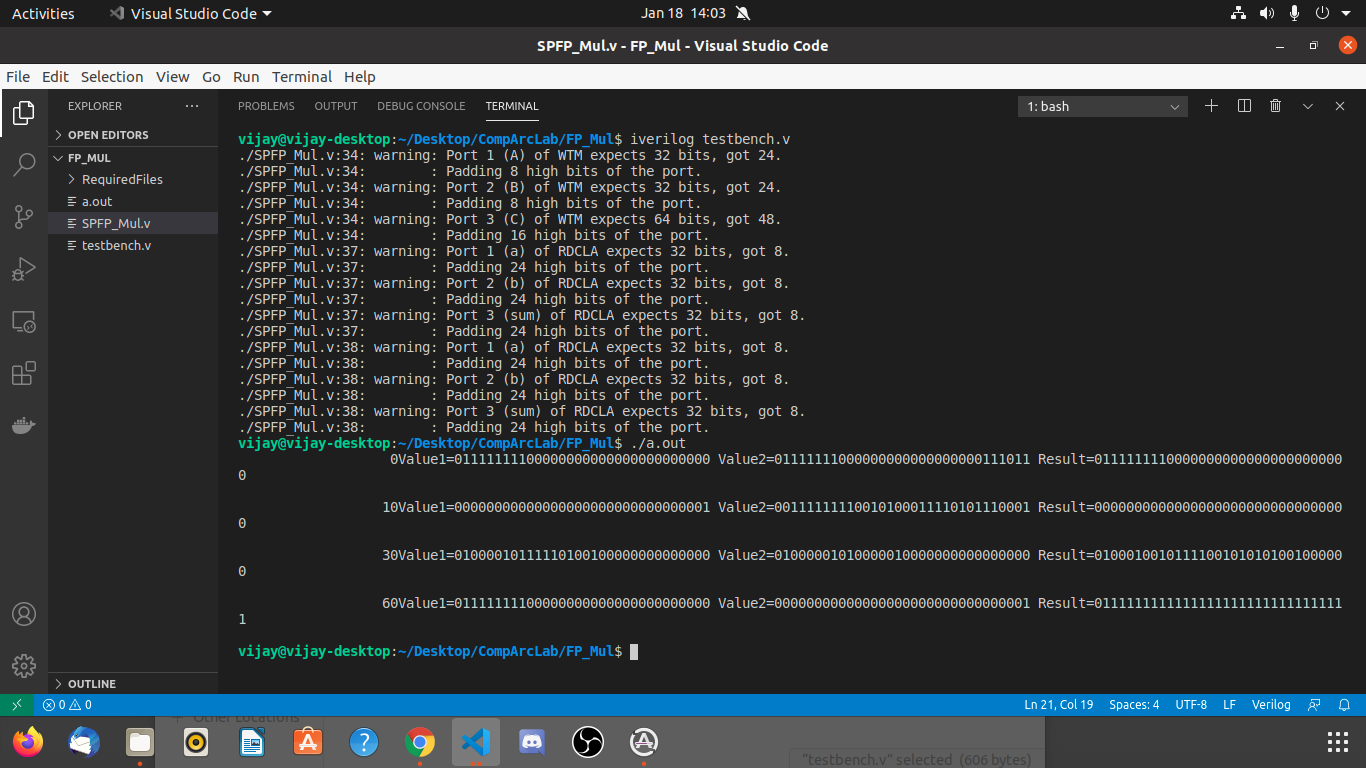 Activities Visual Studio Code Jan 18 14:03
SPFP_Mul.v - FP_Mul - Visual Studio Code
File Edit Selection View Go Run Terminal Help
EXPLORER ··· PROBLEMS OUTPUT DEBUG CONSOLE TERMINAL 1: bash
OPEN EDITORS
FP_MUL
RequiredFiles
a.out
SPFP_Mul.v
testbench.v
vijay@vijay-desktop:~/Desktop/CompArcLab/FP_Mul$ iverilog testbench.v
./SPFP_Mul.v:34: warning: Port 1 (A) of WTM expects 32 bits, got 24.
./SPFP_Mul.v:34:        : Padding 8 high bits of the port.
./SPFP_Mul.v:34: warning: Port 2 (B) of WTM expects 32 bits, got 24.
./SPFP_Mul.v:34:        : Padding 8 high bits of the port.
./SPFP_Mul.v:34: warning: Port 3 (C) of WTM expects 64 bits, got 48.
./SPFP_Mul.v:34:        : Padding 16 high bits of the port.
./SPFP_Mul.v:37: warning: Port 1 (a) of RDCLA expects 32 bits, got 8.
./SPFP_Mul.v:37:        : Padding 24 high bits of the port.
./SPFP_Mul.v:37: warning: Port 2 (b) of RDCLA expects 32 bits, got 8.
./SPFP_Mul.v:37:        : Padding 24 high bits of the port.
./SPFP_Mul.v:37: warning: Port 3 (sum) of RDCLA expects 32 bits, got 8.
./SPFP_Mul.v:37:        : Padding 24 high bits of the port.
./SPFP_Mul.v:38: warning: Port 1 (a) of RDCLA expects 32 bits, got 8.
./SPFP_Mul.v:38:        : Padding 24 high bits of the port.
./SPFP_Mul.v:38: warning: Port 2 (b) of RDCLA expects 32 bits, got 8.
./SPFP_Mul.v:38:        : Padding 24 high bits of the port.
./SPFP_Mul.v:38: warning: Port 3 (sum) of RDCLA expects 32 bits, got 8.
./SPFP_Mul.v:38:        : Padding 24 high bits of the port.
vijay@vijay-desktop:~/Desktop/CompArcLab/FP_Mul$ ./a.out
0Value1=01111111100000000000000000000000 Value2=01111111100000000000000000111011 Result=0111111110000000000000000000000
0
10Value1=00000000000000000000000000000001 Value2=00111111111001010001111010111000​1 Result=0000000000000000000000000000000
0
30Value1=01000010111110100100000000000000 Value2=01000001010000010000000000000000 Result=0100010010111100101010100100000
0
60Value1=01111111100000000000000000000000 Value2=00000000000000000000000000000001 Result=0111111111111111111111111111111
1
vijay@vijay-desktop:~/Desktop/CompArcLab/FP_Mul$
OUTLINE
0 0 Ln 21, Col 19 Spaces: 4 UTF-8 LF Verilog
Other Locations
"testbench.v" selected (606 bytes)